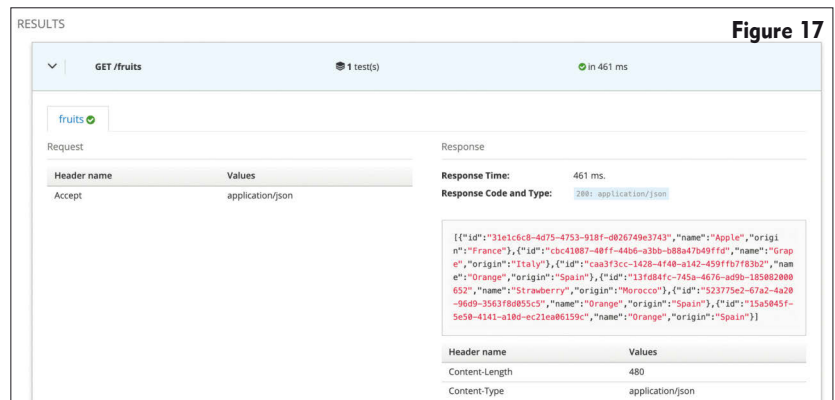 RESULTS
Figure 17
GET /fruits 1 test(s) in 461 ms
fruits
Request
Header name Values
Accept application/json
Response
Response Time: 461 ms.
Response Code and Type: 200: application/json
[{"id":"31e1c6c8-4d75-4753-918f-d026749e3743","name":"Apple","origi
n":"France"},{"id":"cbc41087-40ff-44b6-a3bb-b88a47b49ffd","name":"Grap
e","origin":"Italy"},{"id":"caa3f3cc-1428-4f40-a142-459ffb7f83b2","nam
e":"Orange","origin":"Spain"},{"id":"13fd84fc-745a-4676-ad9b-185082000
652","name":"Strawberry","origin":"Morocco"},{"id":"523775e2-67a2-4a20
-96d9-3563f8d055c5","name":"Orange","origin":"Spain"},{"id":"15a5045f-
5e50-4141-a10d-ec21ea06159c","name":"Orange","origin":"Spain"}]
Header name Values
Content-Length 480
Content-Type application/json